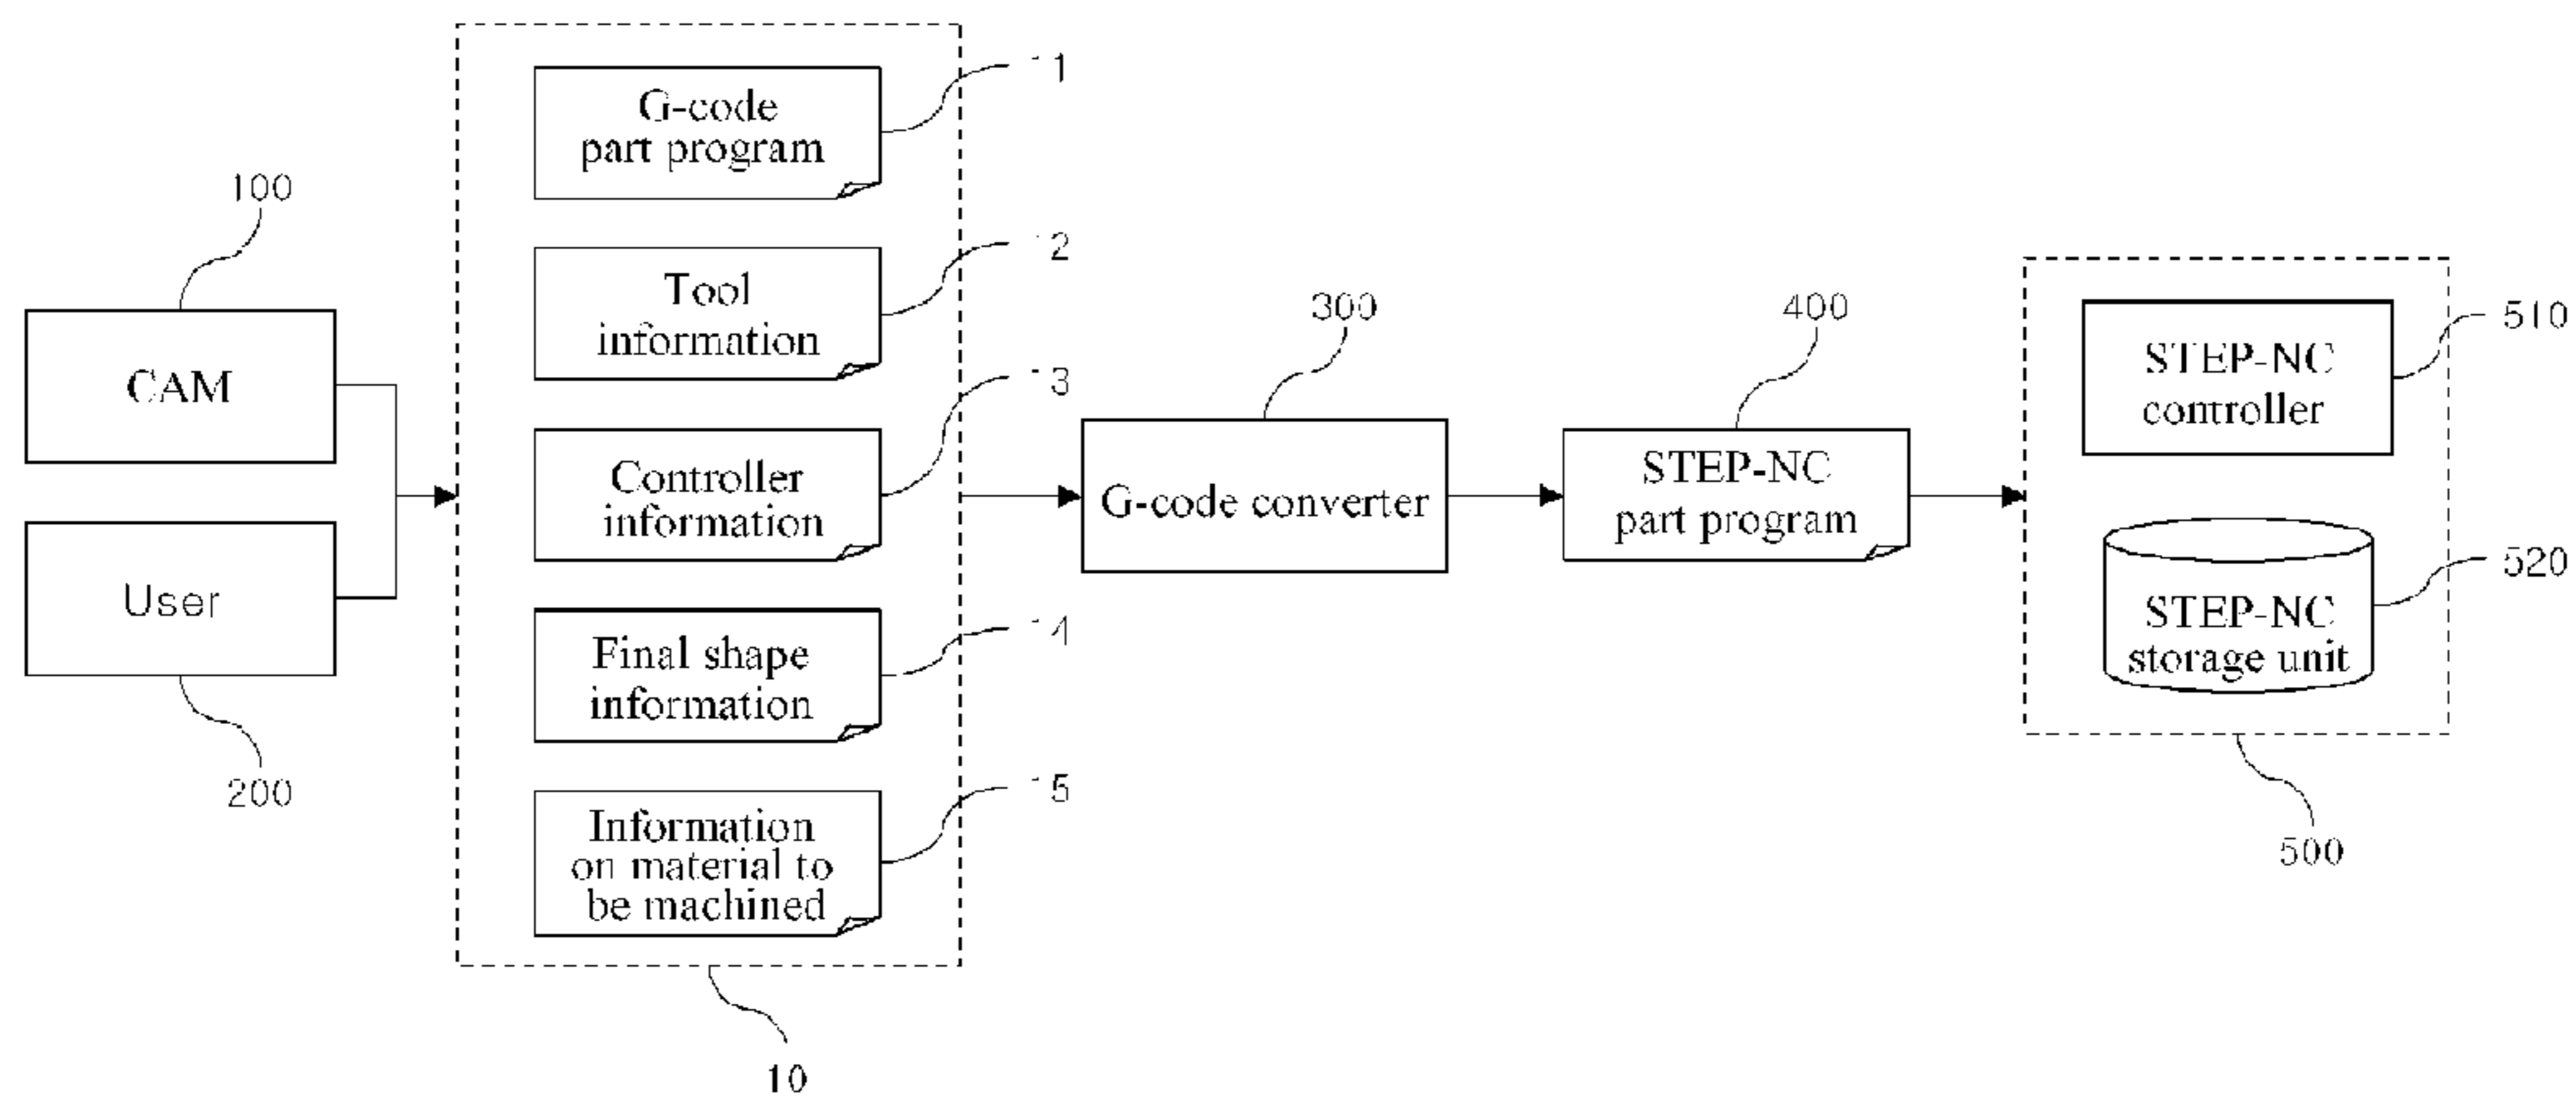 100
CAM
User
200
G-code
part program
11
Tool
information
12
Controller
information
13
Final shape
information
14
Information
on material to
be machined
15
10
300
G-code converter
400
STEP-NC
part program
STEP-NC
controller
510
STEP-NC
storage unit
520
500